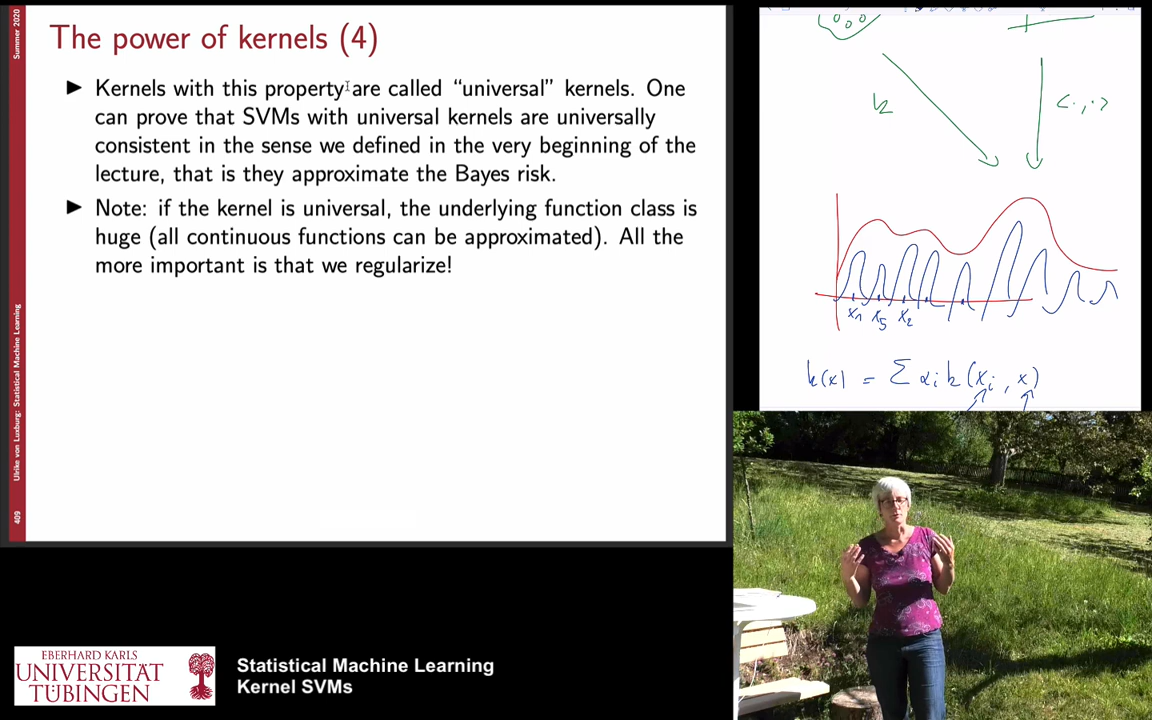 Summer 2020
The power of kernels (4)
► Kernels with this property are called “universal” kernels. One
can prove that SVMs with universal kernels are universally
consistent in the sense we defined in the very beginning of the
lecture, that is they approximate the Bayes risk.
► Note: if the kernel is universal, the underlying function class is
huge (all continuous functions can be approximated). All the
more important is that we regularize!
Ulrike von Luxburg: Statistical Machine Learning
409
k
<·,·>
x₁ x₅ x₂
k(x) = Σ αi k(xi, x)
EBERHARD KARLS
UNIVERSITÄT
TÜBINGEN
Statistical Machine Learning
Kernel SVMs